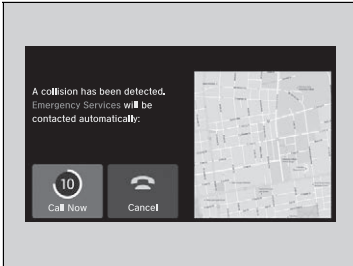 A collision has been detected.
Emergency Services will be
contacted automatically:
10
Call Now
Cancel